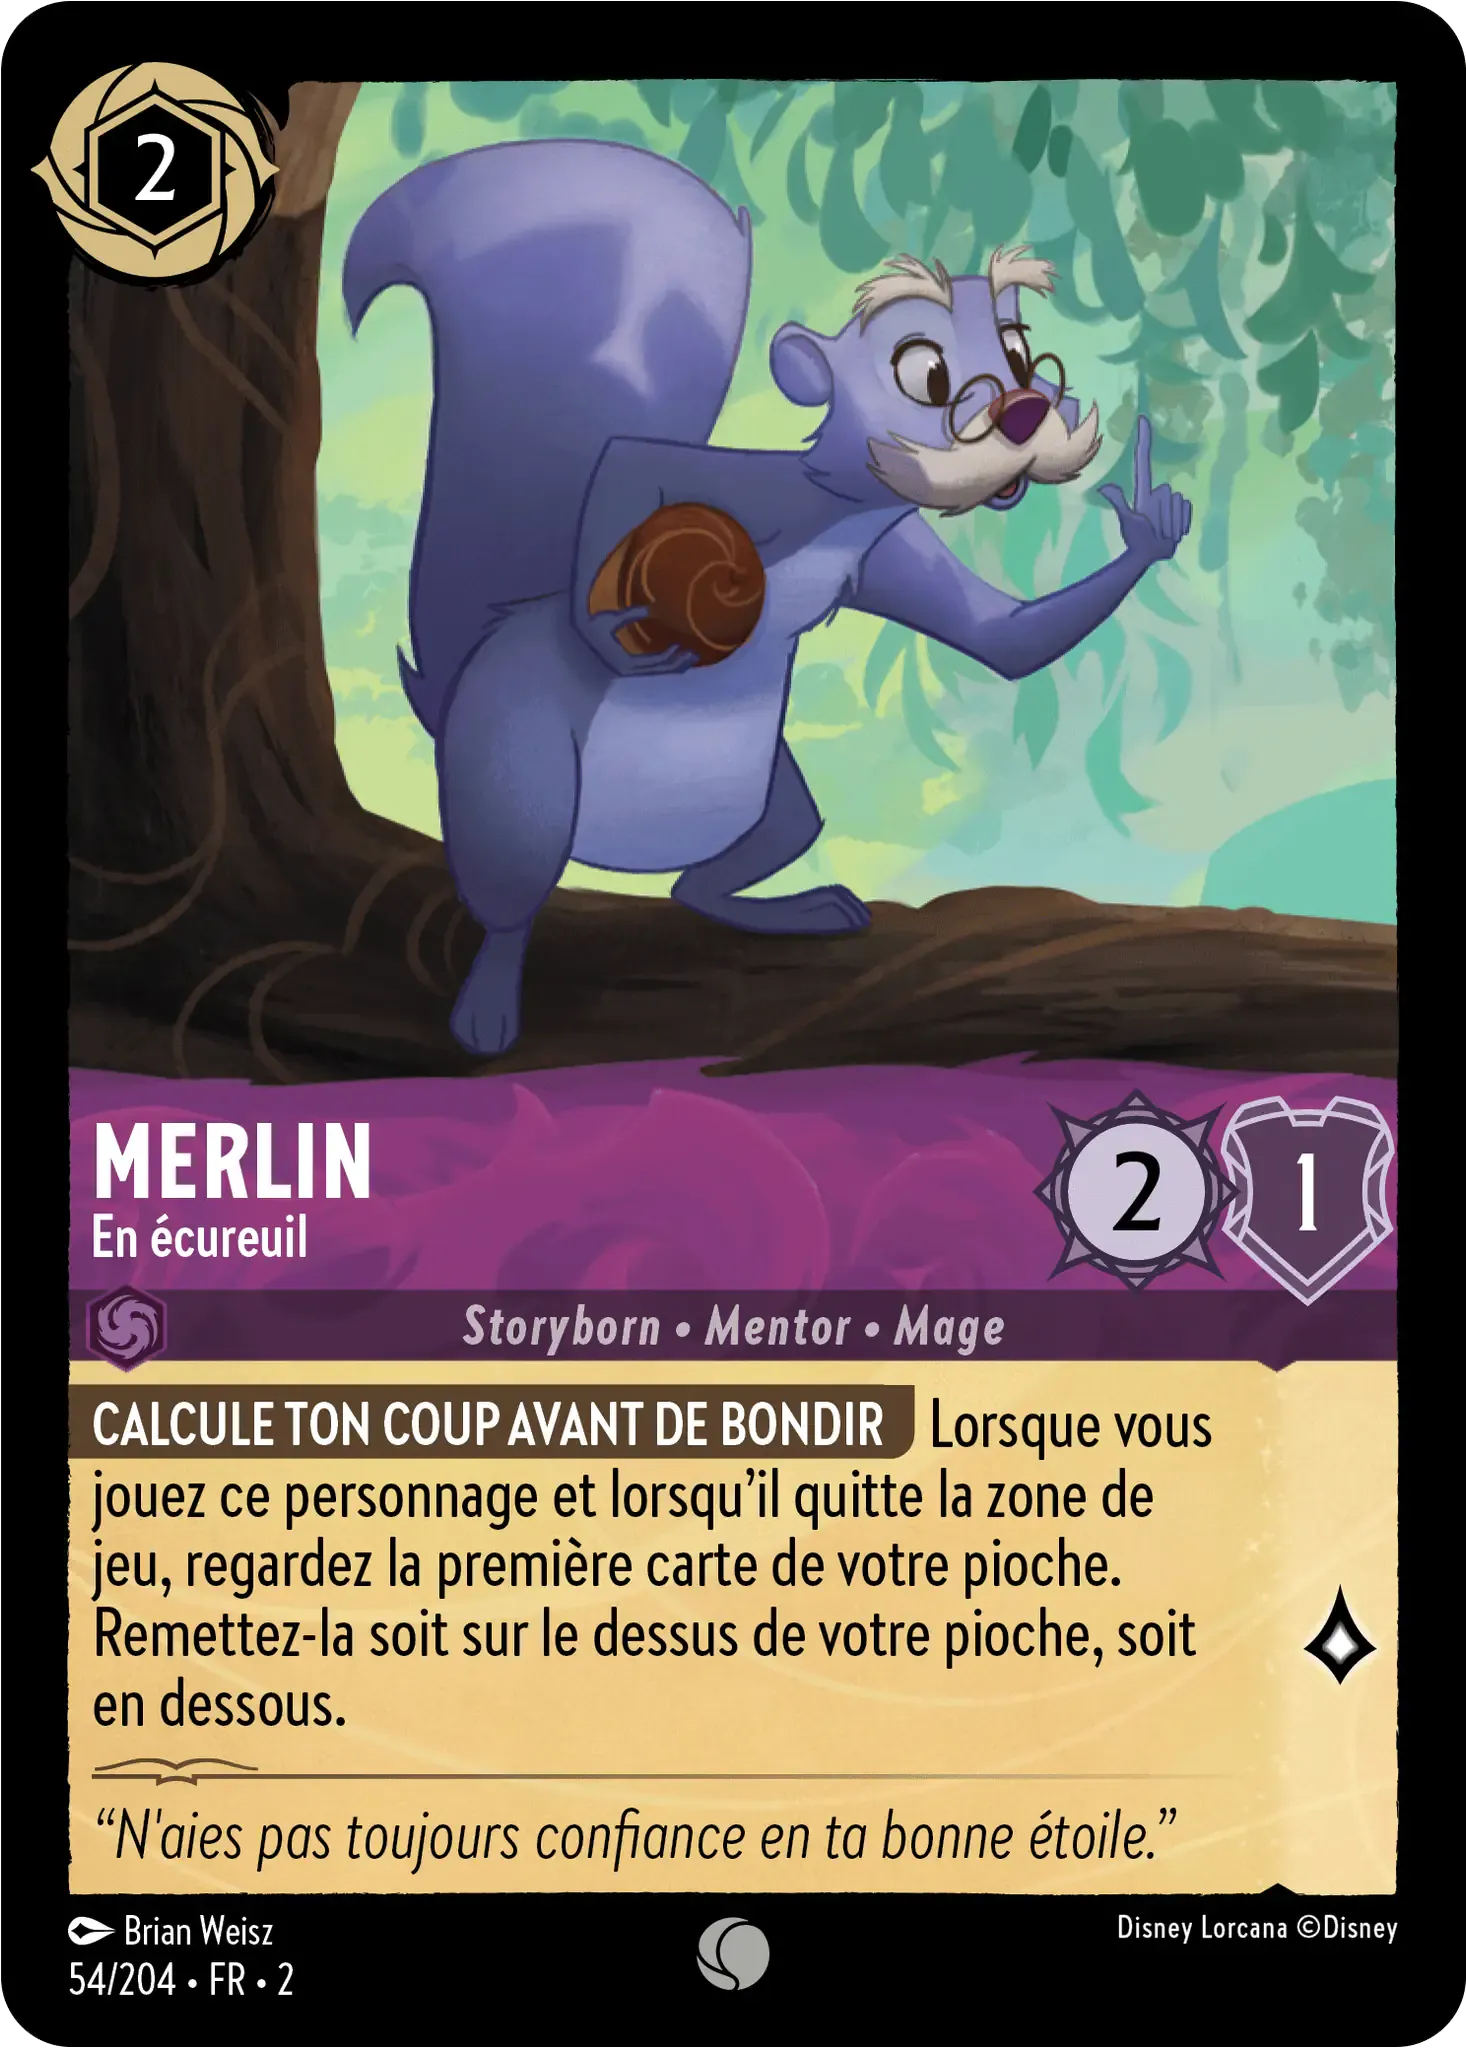 2
MERLIN
En écureuil
2 1
Storyborn • Mentor • Mage
CALCULE TON COUP AVANT DE BONDIR Lorsque vous
jouez ce personnage et lorsqu’il quitte la zone de
jeu, regardez la première carte de votre pioche.
Remettez-la soit sur le dessus de votre pioche, soit
en dessous.
“N'aies pas toujours confiance en ta bonne étoile.”
Brian Weisz
Disney Lorcana ©Disney
54/204 • FR • 2